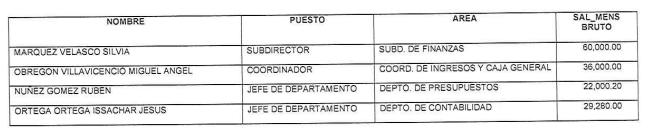 NOMBRE PUESTO AREA SAL_MENS BRUTO
MARQUEZ VELASCO SILVIA SUBDIRECTOR SUBD. DE FINANZAS 60,000.00
OBREGON VILLAVICENCIO MIGUEL ANGEL COORDINADOR COORD. DE INGRESOS Y CAJA GENERAL 36,000.00
NUÑEZ GOMEZ RUBEN JEFE DE DEPARTAMENTO DEPTO. DE PRESUPUESTOS 22,000.20
ORTEGA ORTEGA ISSACHAR JESUS JEFE DE DEPARTAMENTO DEPTO. DE CONTABILIDAD 29,280.00